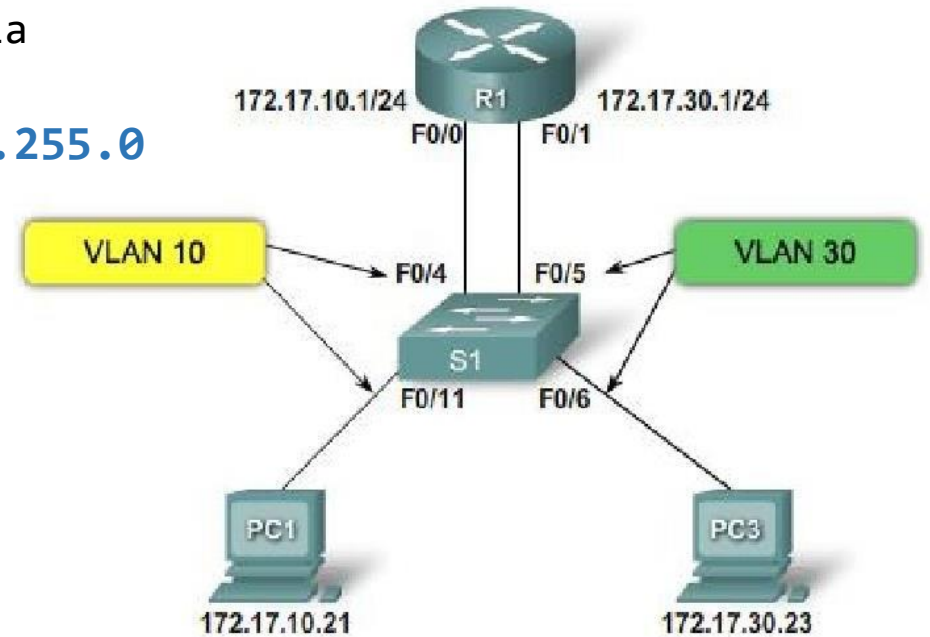 .a
R1
172.17.10.1/24
172.17.30.1/24
F0/0
F0/1
.255.0
VLAN 10
VLAN 30
F0/4
F0/5
S1
F0/11
F0/6
PC1
PC3
172.17.10.21
172.17.30.23